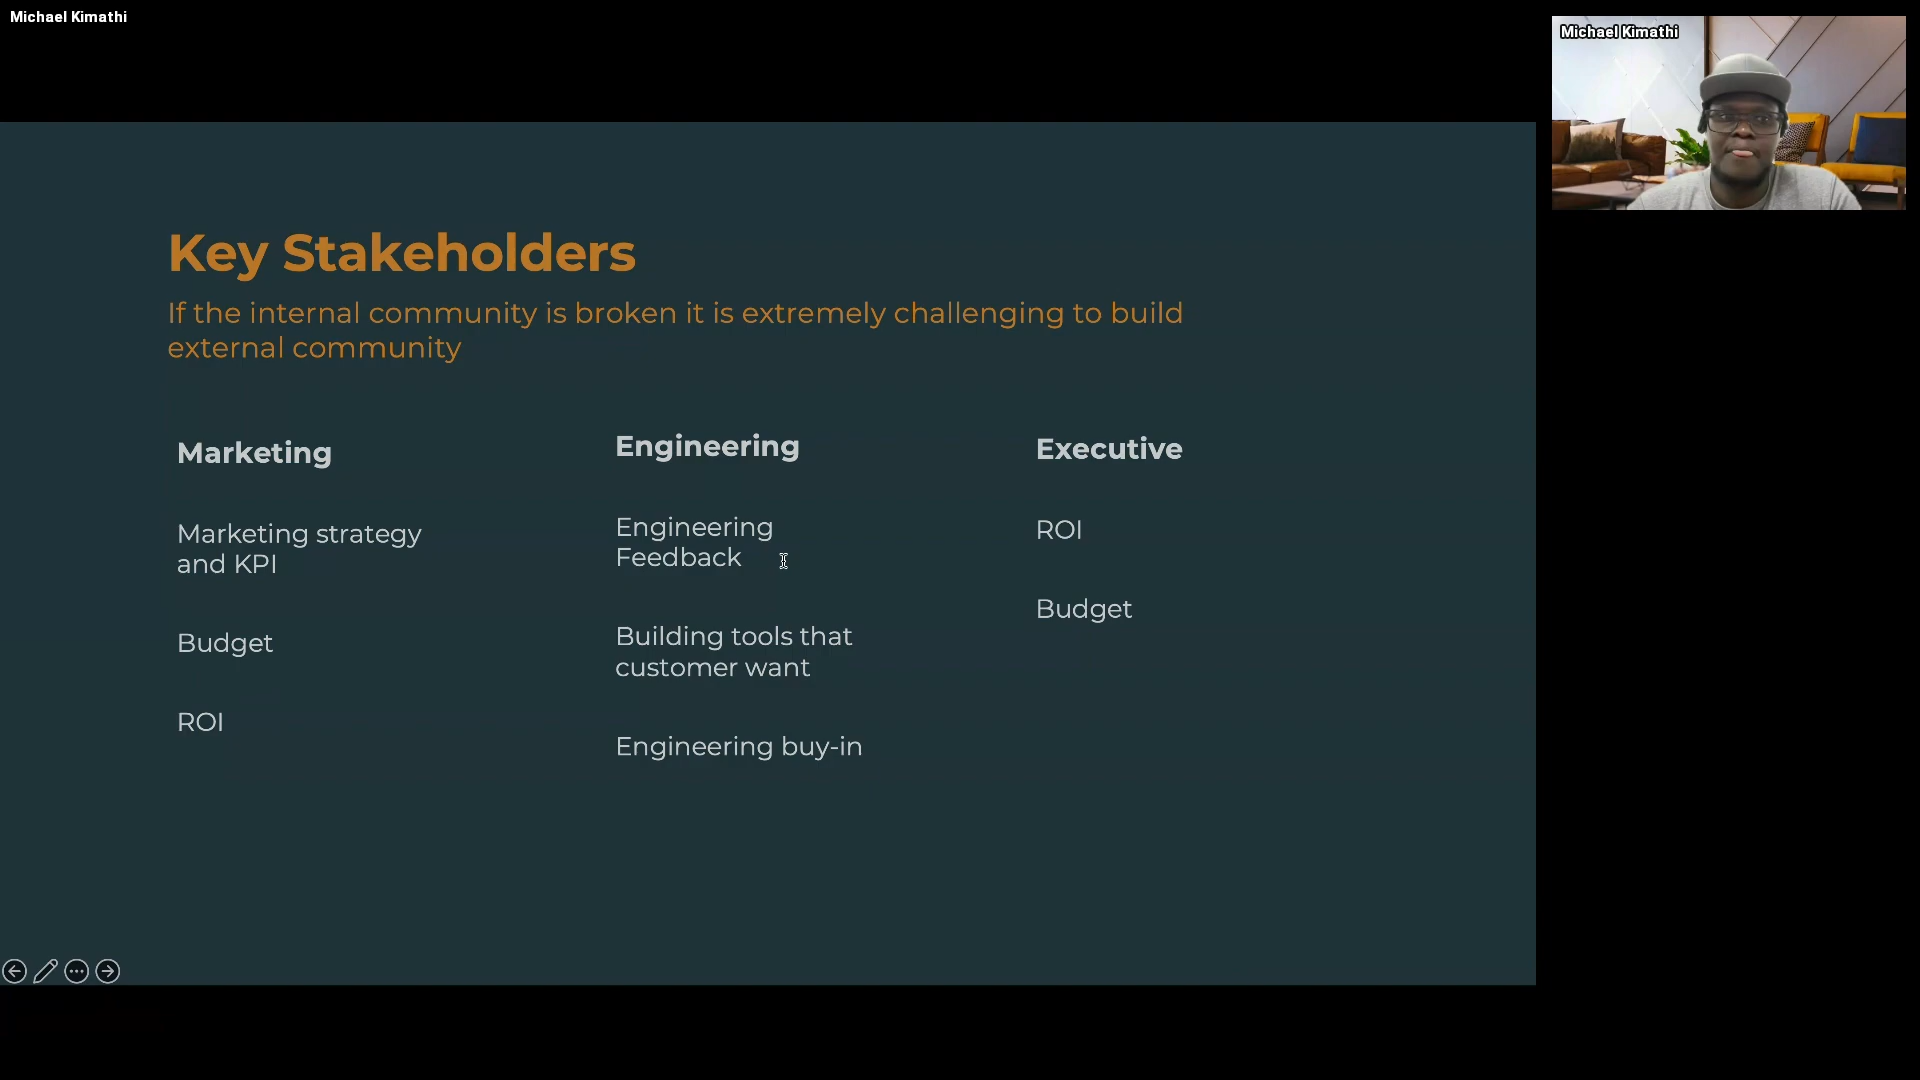 Michael Kimathi
Michael Kimathi
Key Stakeholders
If the internal community is broken it is extremely challenging to build
external community
Marketing
Marketing strategy
and KPI
Budget
ROI
Engineering
Engineering
Feedback
Building tools that
customer want
Engineering buy-in
Executive
ROI
Budget